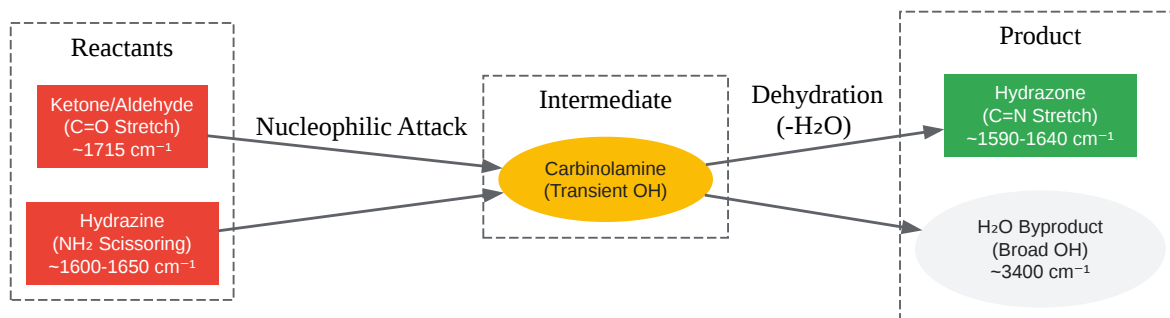 Reactants
Ketone/Aldehyde
(C=O Stretch)
~1715 cm⁻¹
Hydrazine
(NH₂ Scissoring)
~1600-1650 cm⁻¹
Nucleophilic Attack
Intermediate
Carbinolamine
(Transient OH)
Dehydration
(-H₂O)
Product
Hydrazone
(C=N Stretch)
~1590-1640 cm⁻¹
H₂O Byproduct
(Broad OH)
~3400 cm⁻¹